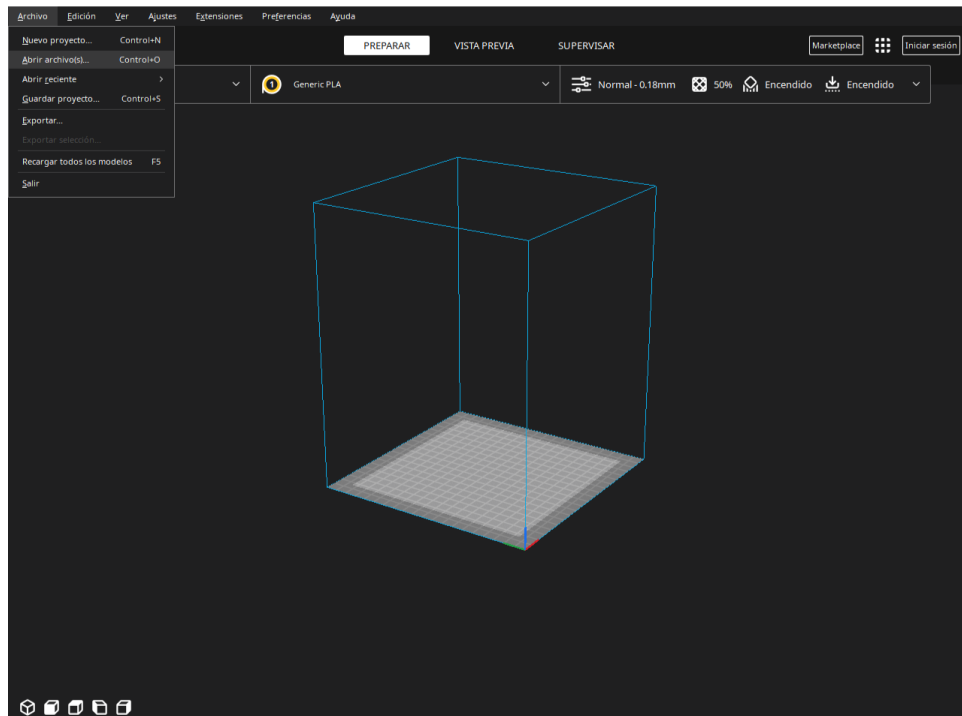 Archivo Edición Ver Ajustes Extensiones Preferencias Ayuda
Nuevo proyecto... Control+N
Abrir archivo(s)... Control+O
Abrir reciente
Guardar proyecto... Control+S
Exportar...
Exportar selección...
Recargar todos los modelos F5
Salir
PREPARAR VISTA PREVIA SUPERVISAR
Marketplace Iniciar sesión
1 Generic PLA
Normal - 0.18mm 50% Encendido Encendido